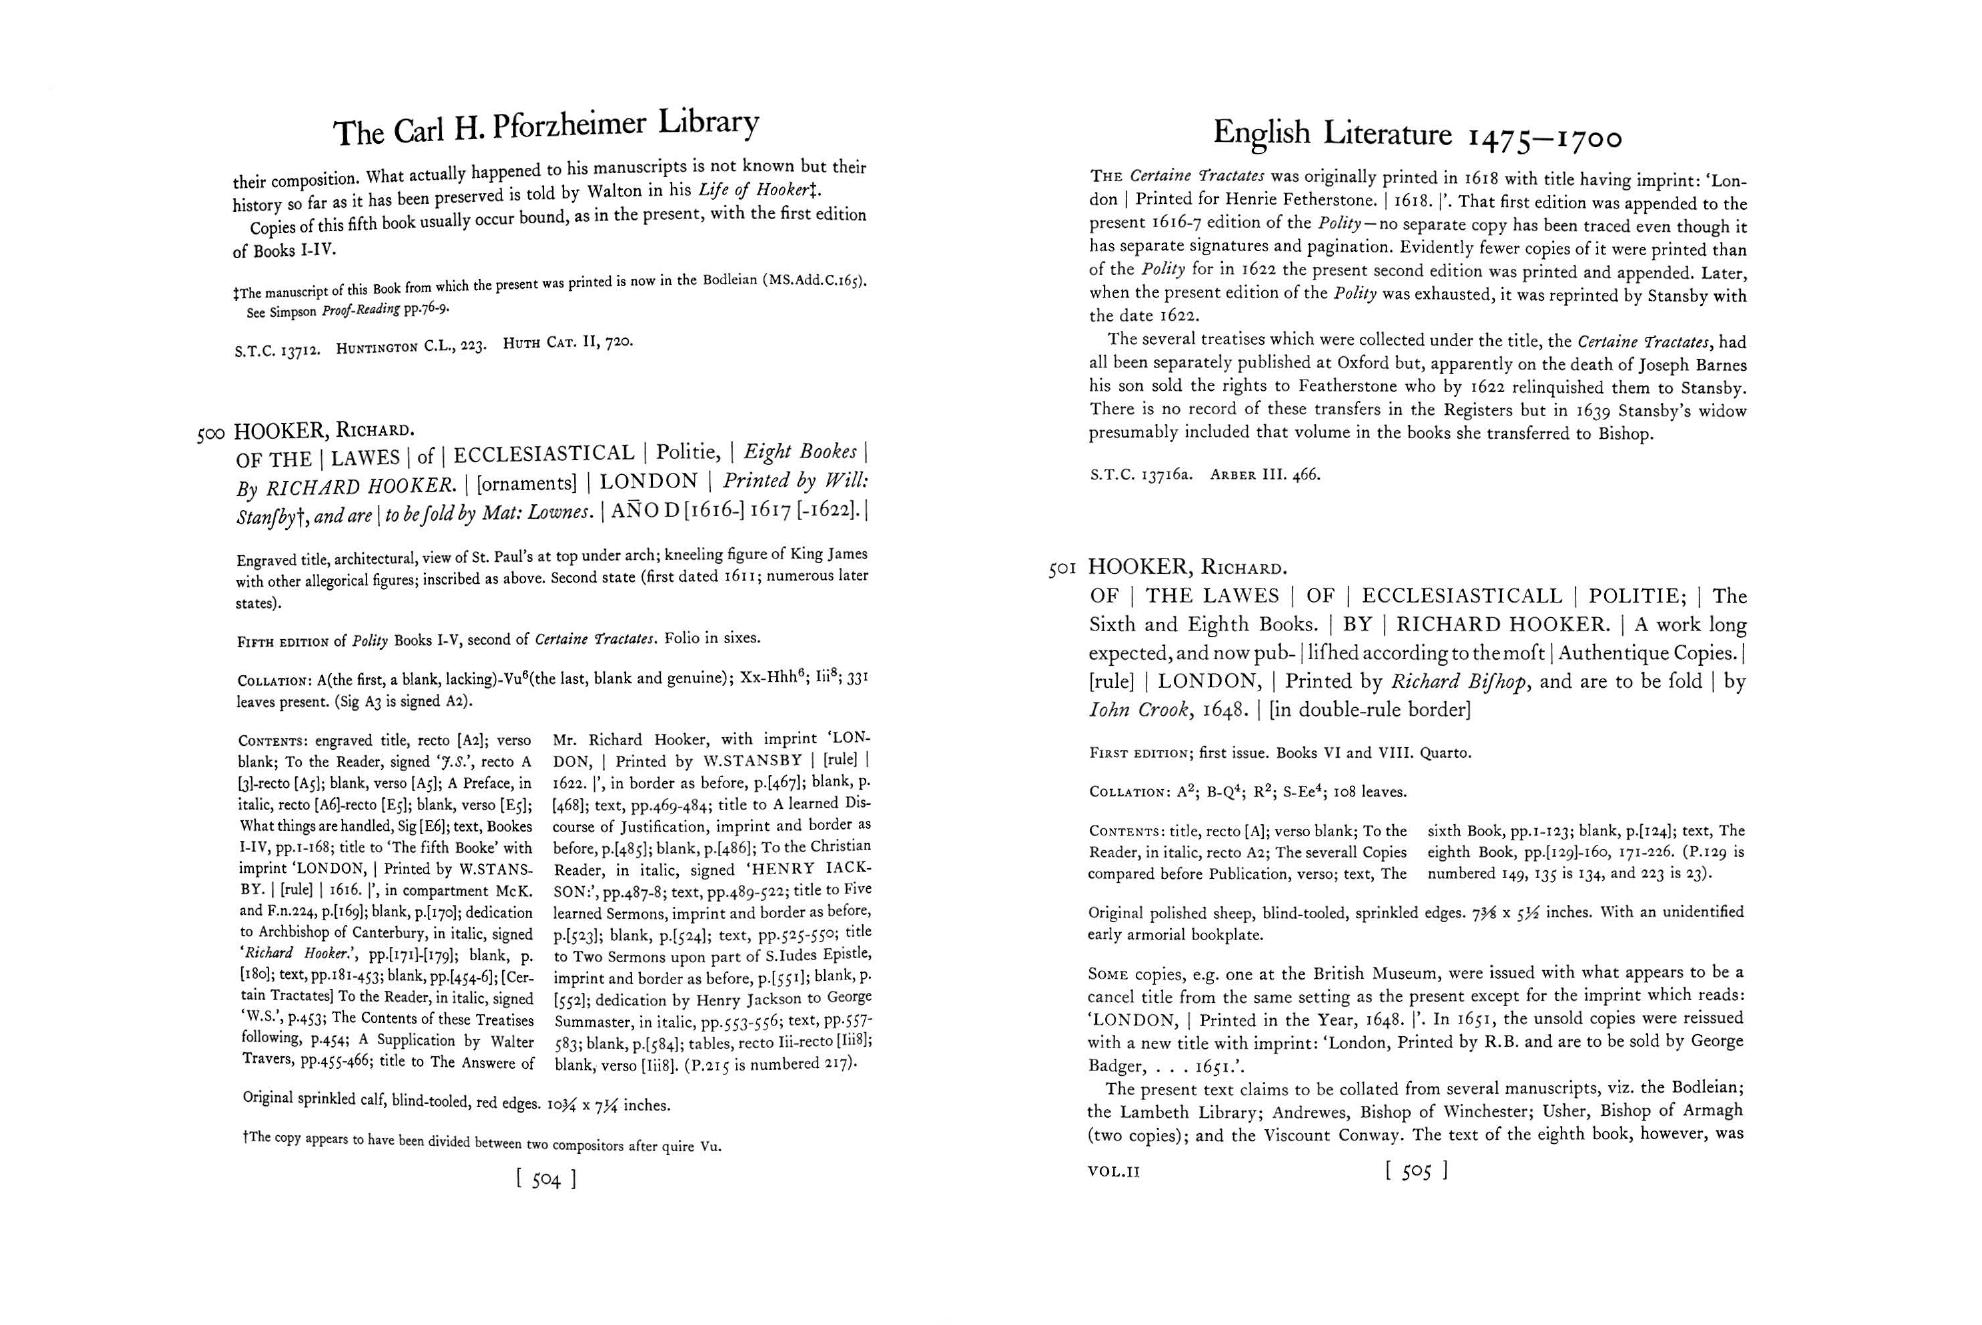 The Carl H. Pforzheimer Library
their composition. What actually happened to his manuscripts is not known but their
history so far as it has been preserved is told by Walton in his Life of Hooker‡.
Copies of this fifth book usually occur bound, as in the present, with the first edition
of Books I-IV.
‡The manuscript of this Book from which the present was printed is now in the Bodleian (MS.Add.C.165).
See Simpson Proof-Reading pp.76-9.
S.T.C. 13712. HUNTINGTON C.L., 223. HUTH CAT. II, 720.
500 HOOKER, RICHARD.
OF THE | LAWES | of | ECCLESIASTICAL | Politie, | Eight Bookes |
By RICHARD HOOKER. | [ornaments] | LONDON | Printed by Will:
Stanſby†, and are | to be ſold by Mat: Lownes. | AN̄O D [1616-] 1617 [-1622]. |
Engraved title, architectural, view of St. Paul's at top under arch; kneeling figure of King James
with other allegorical figures; inscribed as above. Second state (first dated 1611; numerous later
states).
FIFTH EDITION of Polity Books I-V, second of Certaine Tractates. Folio in sixes.
COLLATION: A(the first, a blank, lacking)-Vu⁶(the last, blank and genuine); Xx-Hhh⁶; Iii⁸; 331
leaves present. (Sig A3 is signed A2).
CONTENTS: engraved title, recto [A2]; verso
blank; To the Reader, signed 'J.S.', recto A
[3]-recto [A5]; blank, verso [A5]; A Preface, in
italic, recto [A6]-recto [E5]; blank, verso [E5];
What things are handled, Sig [E6]; text, Bookes
I-IV, pp.1-168; title to 'The fifth Booke' with
imprint 'LONDON, | Printed by W.STANS-
BY. | [rule] | 1616. |', in compartment McK.
and F.n.224, p.[169]; blank, p.[170]; dedication
to Archbishop of Canterbury, in italic, signed
'Richard Hooker.', pp.[171]-[179]; blank, p.
[180]; text, pp.181-453; blank, pp.[454-6]; [Cer-
tain Tractates] To the Reader, in italic, signed
'W.S.', p.453; The Contents of these Treatises
following, p.454; A Supplication by Walter
Travers, pp.455-466; title to The Answere of
Mr. Richard Hooker, with imprint 'LON-
DON, | Printed by W.STANSBY | [rule] |
1622. |', in border as before, p.[467]; blank, p.
[468]; text, pp.469-484; title to A learned Dis-
course of Justification, imprint and border as
before, p.[485]; blank, p.[486]; To the Christian
Reader, in italic, signed 'HENRY IACK-
SON:', pp.487-8; text, pp.489-522; title to Five
learned Sermons, imprint and border as before,
p.[523]; blank, p.[524]; text, pp.525-550; title
to Two Sermons upon part of S.Iudes Epistle,
imprint and border as before, p.[551]; blank, p.
[552]; dedication by Henry Jackson to George
Summaster, in italic, pp.553-556; text, pp.557-
583; blank, p.[584]; tables, recto Iii-recto [Iii8];
blank, verso [Iii8]. (P.215 is numbered 217).
Original sprinkled calf, blind-tooled, red edges. 10¾ x 7¼ inches.
†The copy appears to have been divided between two compositors after quire Vu.
[ 504 ]
English Literature 1475–1700
THE Certaine Tractates was originally printed in 1618 with title having imprint: 'Lon-
don | Printed for Henrie Fetherstone. | 1618. |'. That first edition was appended to the
present 1616-7 edition of the Polity—no separate copy has been traced even though it
has separate signatures and pagination. Evidently fewer copies of it were printed than
of the Polity for in 1622 the present second edition was printed and appended. Later,
when the present edition of the Polity was exhausted, it was reprinted by Stansby with
the date 1622.
The several treatises which were collected under the title, the Certaine Tractates, had
all been separately published at Oxford but, apparently on the death of Joseph Barnes
his son sold the rights to Featherstone who by 1622 relinquished them to Stansby.
There is no record of these transfers in the Registers but in 1639 Stansby's widow
presumably included that volume in the books she transferred to Bishop.
S.T.C. 13716a. ARBER III. 466.
501 HOOKER, RICHARD.
OF | THE LAWES | OF | ECCLESIASTICALL | POLITIE; | The
Sixth and Eighth Books. | BY | RICHARD HOOKER. | A work long
expected, and now pub- | liſhed according to the moſt | Authentique Copies. |
[rule] | LONDON, | Printed by Richard Biſhop, and are to be ſold | by
Iohn Crook, 1648. | [in double-rule border]
FIRST EDITION; first issue. Books VI and VIII. Quarto.
COLLATION: A²; B-Q⁴; R²; S-Ee⁴; 108 leaves.
CONTENTS: title, recto [A]; verso blank; To the
Reader, in italic, recto A2; The severall Copies
compared before Publication, verso; text, The
sixth Book, pp.1-123; blank, p.[124]; text, The
eighth Book, pp.[129]-160, 171-226. (P.129 is
numbered 149, 135 is 134, and 223 is 23).
Original polished sheep, blind-tooled, sprinkled edges. 7⅜ x 5½ inches. With an unidentified
early armorial bookplate.
SOME copies, e.g. one at the British Museum, were issued with what appears to be a
cancel title from the same setting as the present except for the imprint which reads:
'LONDON, | Printed in the Year, 1648. |'. In 1651, the unsold copies were reissued
with a new title with imprint: 'London, Printed by R.B. and are to be sold by George
Badger, . . . 1651.'.
The present text claims to be collated from several manuscripts, viz. the Bodleian;
the Lambeth Library; Andrewes, Bishop of Winchester; Usher, Bishop of Armagh
(two copies); and the Viscount Conway. The text of the eighth book, however, was
VOL.II
[ 505 ]